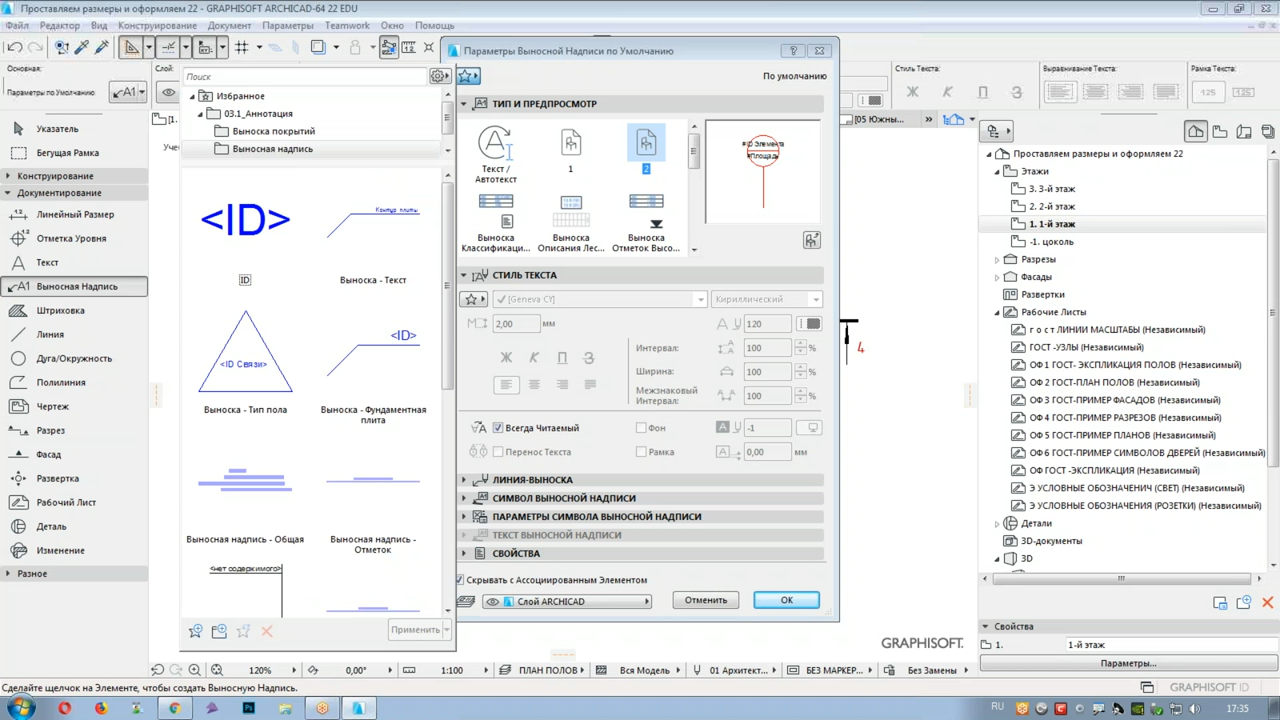 Проставляем размеры и оформляем 22 - GRAPHISOFT ARCHICAD-64 22 EDU
Файл Редактор Вид Конструирование Документ Параметры Teamwork Окно Помощь
Основная:
Параметры по Умолчанию
A1
Слой:
Указатель
Бегущая Рамка
Конструирование
Документирование
Линейный Размер
Отметка Уровня
Текст
A1 Выносная Надпись
Штриховка
Линия
Дуга/Окружность
Полилиния
Чертеж
Разрез
Фасад
Развертка
Рабочий Лист
Деталь
Изменение
Разное
Поиск
Избранное
03.1_Аннотация
Выноска покрытий
Выносная надпись
<ID>
ID
Контур плиты
Выноска - Текст
<ID Связи>
Выноска - Тип пола
<ID>
Выноска - Фундаментная
плита
Выносная надпись - Общая
Выносная надпись -
Отметок
<нет содержимого>
Применить
Параметры Выносной Надписи по Умолчанию
По умолчанию
ТИП И ПРЕДПРОСМОТР
Текст /
Автотекст
1
2
Выноска
Классификаци...
Выноска
Описания Лес...
Выноска
Отметок Высо...
#ID Элемента
#Площадь
СТИЛЬ ТЕКСТА
[Geneva CY]
Кириллический
2,00 мм
120
Интервал: 100 %
Ширина: 100 %
Межзнаковый
Интервал: 100 %
Всегда Читаемый
Фон
-1
Перенос Текста
Рамка
0,00 мм
ЛИНИЯ-ВЫНОСКА
СИМВОЛ ВЫНОСНОЙ НАДПИСИ
ПАРАМЕТРЫ СИМВОЛА ВЫНОСНОЙ НАДПИСИ
ТЕКСТ ВЫНОСНОЙ НАДПИСИ
СВОЙСТВА
Скрывать с Ассоциированным Элементом
Слой ARCHICAD
Отменить
OK
4
Стиль Текста:
Выравнивание Текста:
Рамка Текста:
[05 Южны...
Проставляем размеры и оформляем 22
Этажи
3. 3-й этаж
2. 2-й этаж
1. 1-й этаж
-1. цоколь
Разрезы
Фасады
Развертки
Рабочие Листы
г о с т ЛИНИИ МАСШТАБЫ (Независимый)
ГОСТ -УЗЛЫ (Независимый)
ОФ 1 ГОСТ- ЭКСПЛИКАЦИЯ ПОЛОВ (Независимый)
ОФ 2 ГОСТ-ПЛАН ПОЛОВ (Независимый)
ОФ 3 ГОСТ-ПРИМЕР ФАСАДОВ (Независимый)
ОФ 4 ГОСТ-ПРИМЕР РАЗРЕЗОВ (Независимый)
ОФ 5 ГОСТ-ПРИМЕР ПЛАНОВ (Независимый)
ОФ 6 ГОСТ-ПРИМЕР СИМВОЛОВ ДВЕРЕЙ (Независимый)
ОФ ГОСТ -ЭКСПЛИКАЦИЯ (Независимый)
Э УСЛОВНЫЕ ОБОЗНАЧЕНИЧ (СВЕТ) (Независимый)
Э УСЛОВНЫЕ ОБОЗНАЧЕНИЯ (РОЗЕТКИ) (Независимый)
Детали
3D-документы
3D
Свойства
1. 1-й этаж
Параметры...
GRAPHISOFT.
120% 0,00° 1:100 ПЛАН ПОЛОВ Вся Модель 01 Архитект... БЕЗ МАРКЕР... Без Замены
Сделайте щелчок на Элементе, чтобы создать Выносную Надпись.
GRAPHISOFT ID
RU 17:35